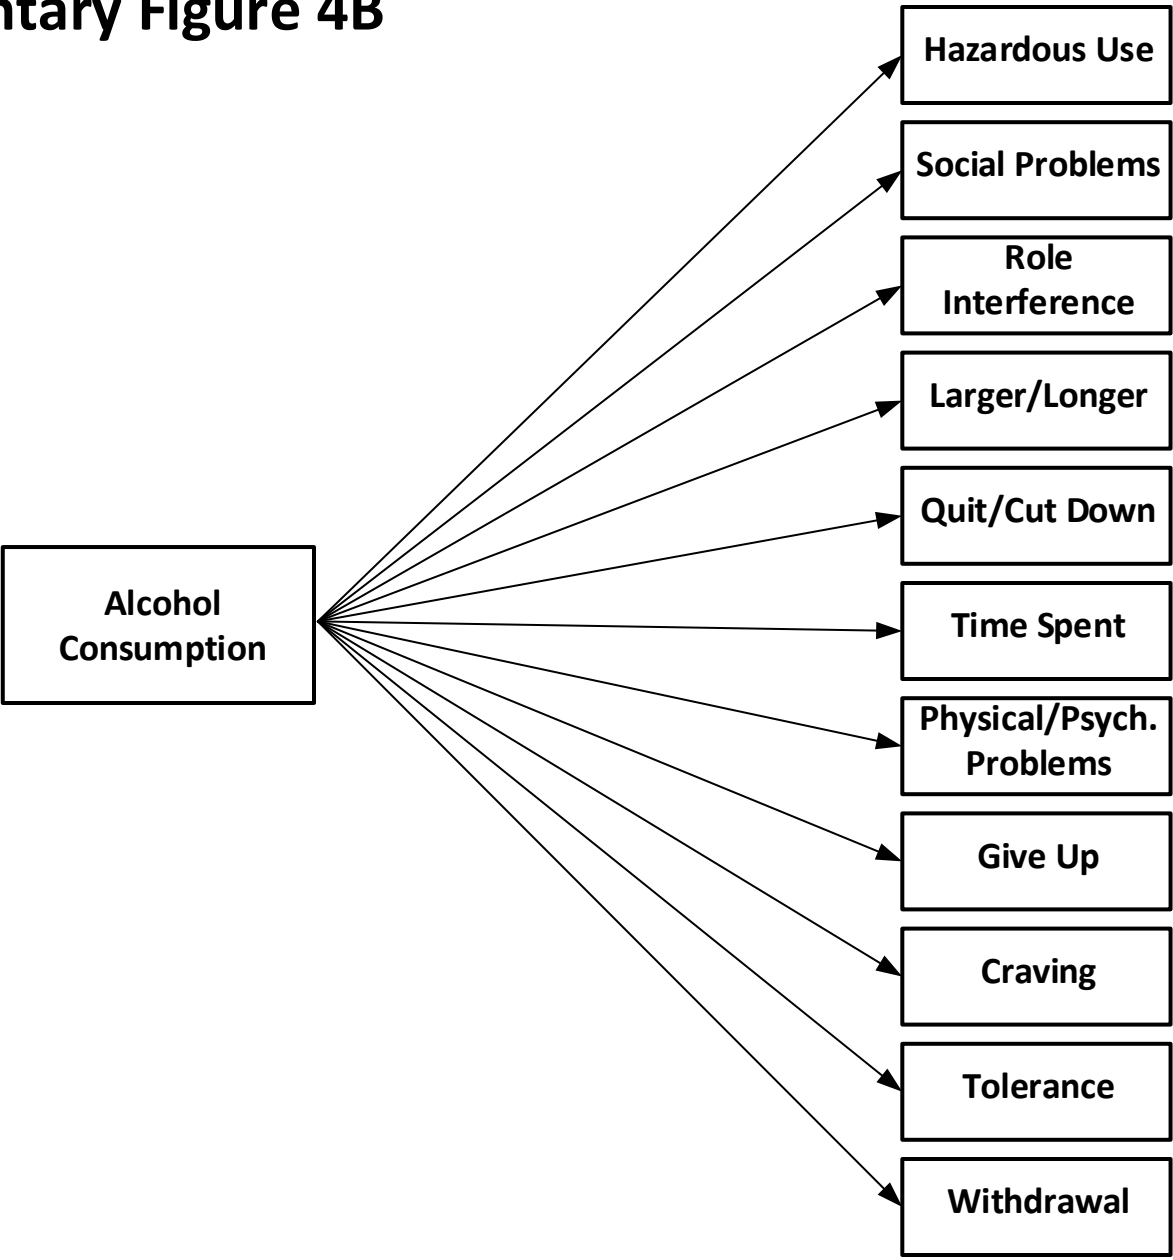 ntary Figure 4B
Hazardous Use
Social Problems
Role
Interference
Larger/Longer
Quit/Cut Down
Alcohol
Consumption
Time Spent
Physical/Psych.
Problems
Give Up
Craving
Tolerance
Withdrawal